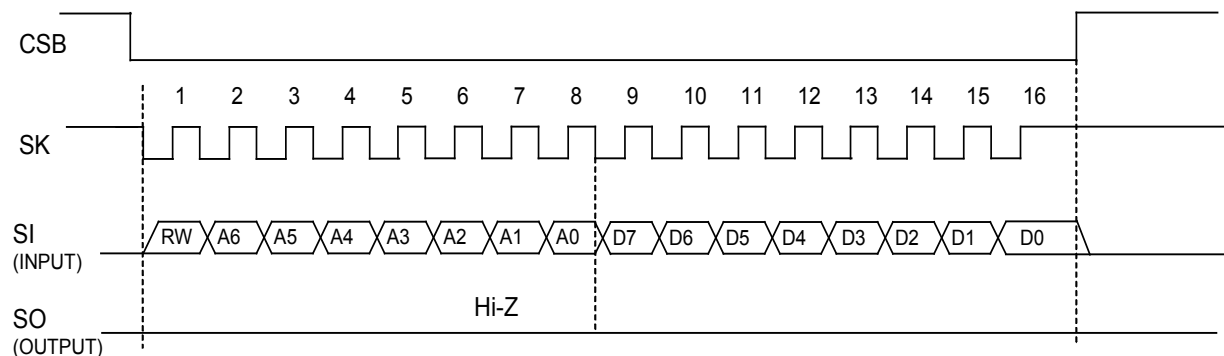 CSB
1 2 3 4 5 6 7 8 9 10 11 12 13 14 15 16
SK
SI
(INPUT)
RW A6 A5 A4 A3 A2 A1 A0 D7 D6 D5 D4 D3 D2 D1 D0
Hi-Z
SO
(OUTPUT)